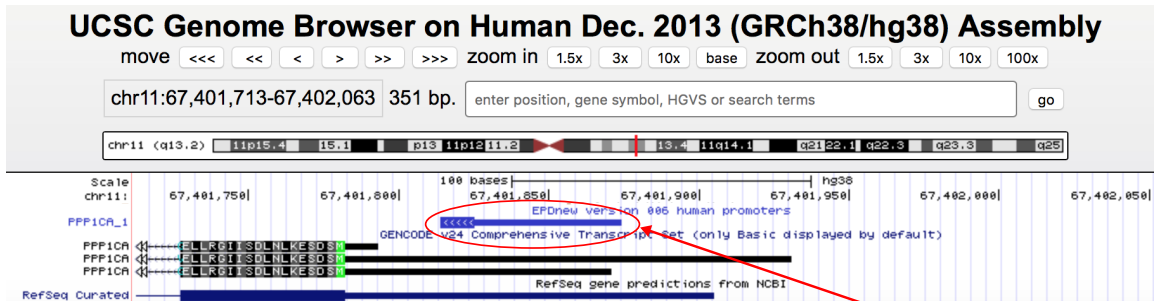 UCSC Genome Browser on Human Dec. 2013 (GRCh38/hg38) Assembly
move <<< << < > >> >>> zoom in 1.5x 3x 10x base zoom out 1.5x 3x 10x 100x
chr11:67,401,713-67,402,063 351 bp. enter position, gene symbol, HGVS or search terms go
chr11 (q13.2) 11p15.4 15.1 p13 11p12 11.2 13.4 11q14.1 q21 22.1 q22.3 q23.3 q25
Scale 100 bases hg38
chr11: 67,401,750 67,401,800 67,401,850 67,401,900 67,401,950 67,402,000 67,402,050
EPDnew version 006 human promoters
PPP1CA_1 <<<<<
GENCODE v24 Comprehensive Transcript Set (only Basic displayed by default)
PPP1CA ELLRGIISDLNLKESDSM
PPP1CA ELLRGIISDLNLKESDSM
PPP1CA ELLRGIISDLNLKESDSM
RefSeq gene predictions from NCBI
RefSeq Curated